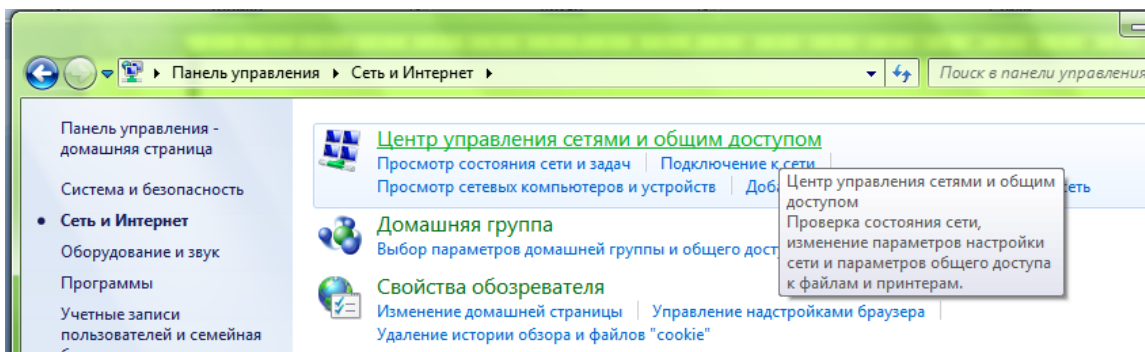 Панель управления ▸ Сеть и Интернет ▸
Поиск в панели управления
Панель управления -
домашняя страница
Система и безопасность
Сеть и Интернет
Оборудование и звук
Программы
Учетные записи
пользователей и семейная
Центр управления сетями и общим доступом
Просмотр состояния сети и задач
Подключение к сети
Просмотр сетевых компьютеров и устройств
Центр управления сетями и общим
доступом
Проверка состояния сети,
изменение параметров настройки
сети и параметров общего доступа
к файлам и принтерам.
Домашняя группа
Выбор параметров домашней группы и общего
Свойства обозревателя
Изменение домашней страницы
Управление надстройками браузера
Удаление истории обзора и файлов "cookie"